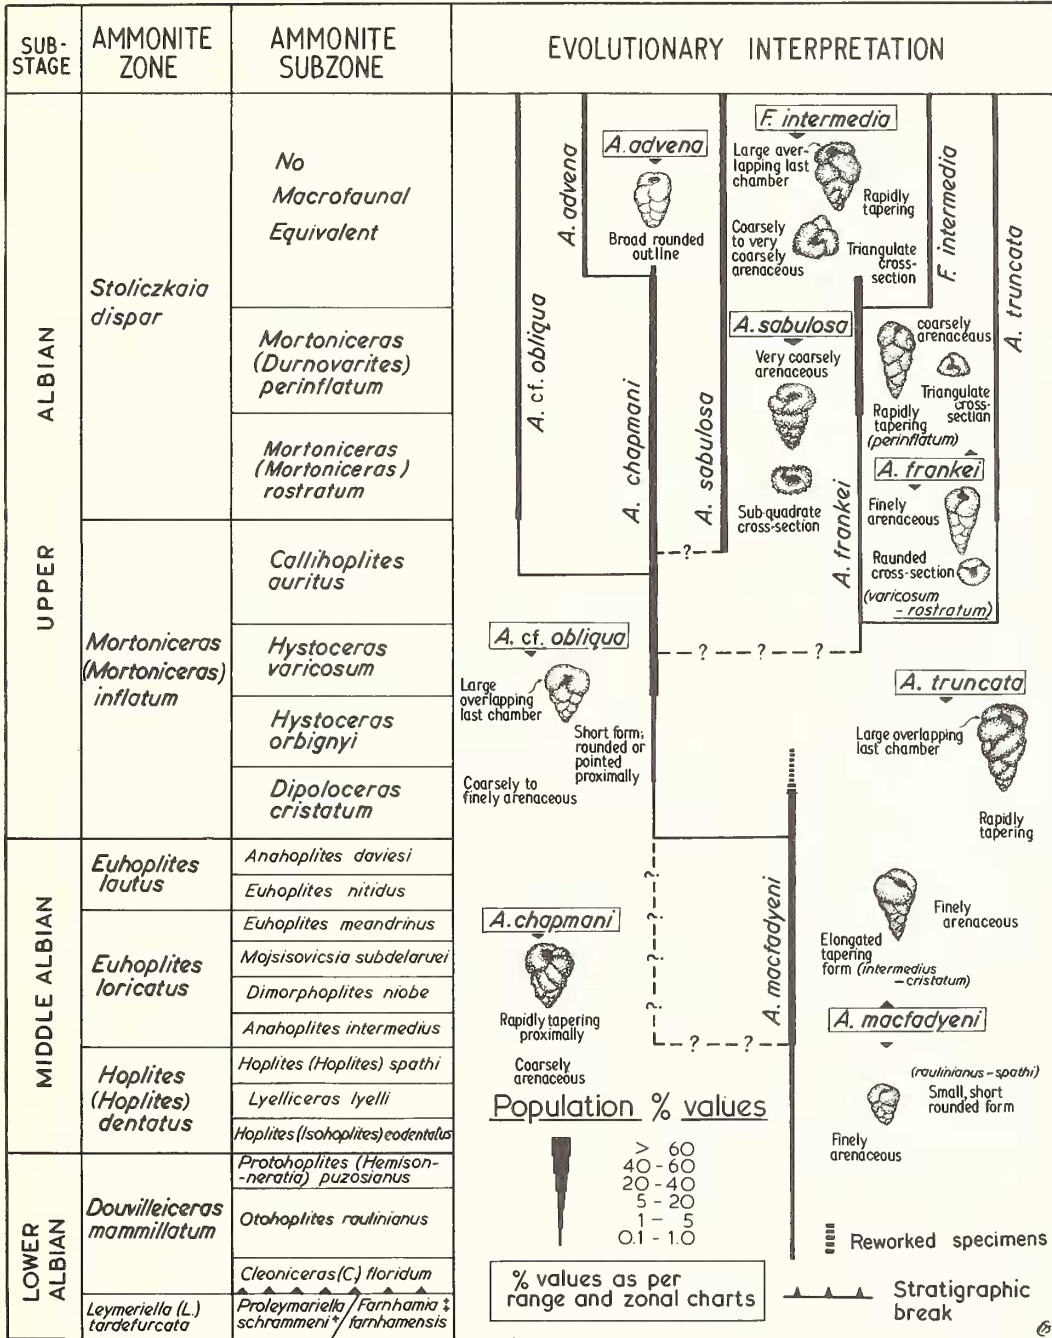 SUB-
STAGE
AMMONITE
ZONE
AMMONITE
SUBZONE
EVOLUTIONARY INTERPRETATION
UPPER ALBIAN
MIDDLE ALBIAN
LOWER
ALBIAN
Stoliczkaia
dispar
Mortoniceras
(Mortoniceras)
inflatum
Euhoplites
lautus
Euhoplites
loricatus
Hoplites
(Hoplites)
dentatus
Douvilleiceras
mammillatum
Leymeriella (L.)
tardefurcata
No
Macrofaunal
Equivalent
Mortoniceras
(Durnovarites)
perinflatum
Mortoniceras
(Mortoniceras)
rostratum
Callihoplites
auritus
Hystoceras
varicosum
Hystoceras
orbignyi
Dipoloceras
cristatum
Anahoplites daviesi
Euhoplites nitidus
Euhoplites meandrinus
Mojsisovicsia subdelaruei
Dimorphoplites niobe
Anahoplites intermedius
Hoplites (Hoplites) spathi
Lyelliceras lyelli
Hoplites (Isohoplites) eodentatus
Protohoplites (Hemison-
-neratia) puzosianus
Otohoplites raulinianus
Cleoniceras (C.) floridum
Proleymariella / Farnhamia ‡
schrammeni + / farnhamensis
A. cf. obliqua
A. advena
A. chapmani
A. sabulosa
A. frankei
F. intermedia
A. truncata
A. macfadyeni
A. advena
Broad rounded
outline
F. intermedia
Large over-
lapping last
chamber
Rapidly
tapering
Coarsely
to very
coarsely
arenaceous
Triangulate
cross-
section
A. sabulosa
Very coarsely
arenaceous
Sub-quadrate
cross-section
coarsely
arenaceaus
Triangulate
cross-
sectian
Rapidly
tapering
(perinflatum)
A. frankei
Finely
arenaceous
Raunded
cross-section
(varicosum
- rostratum)
A. cf. obliqua
Large
overlapping
last chamber
Short form;
rounded or
pointed
proximally
Coarsely to
finely arenaceous
A. truncata
Large overlapping
last chamber
Rapidly
tapering
A. chapmani
Rapidly tapering
proximally
Coarsely
arenaceous
Finely
arenaceous
Elongated
tapering
form (intermedius
- cristatum)
A. macfadyeni
(raulinianus - spathi)
Small, short
rounded form
Finely
arenaceous
- ? -
- ? - ? - ? -
?
?
?
- ? - ? -
Population % values
> 60
40 - 60
20 - 40
5 - 20
1 - 5
0.1 - 1.0
% values as per
range and zonal charts
Reworked specimens
Stratigraphic
break